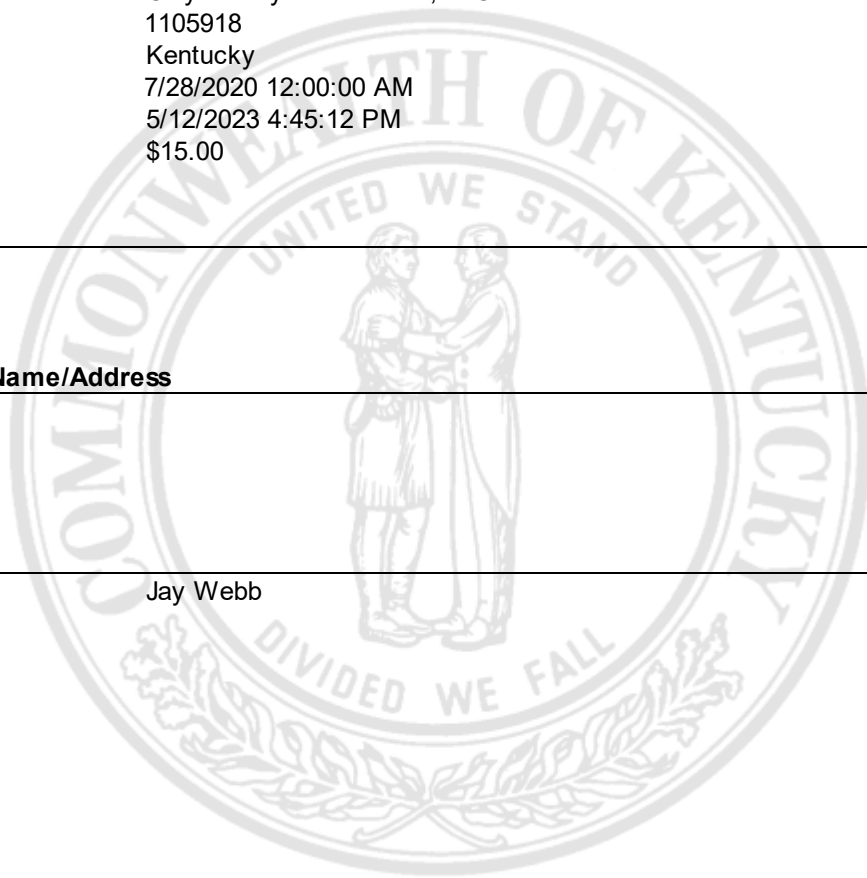 1105918
Kentucky
7/28/2020 12:00:00 AM
5/12/2023 4:45:12 PM
$15.00
COMMONWEALTH OF KENTUCKY
UNITED WE STAND
Name/Address
Jay Webb
DIVIDED WE FALL